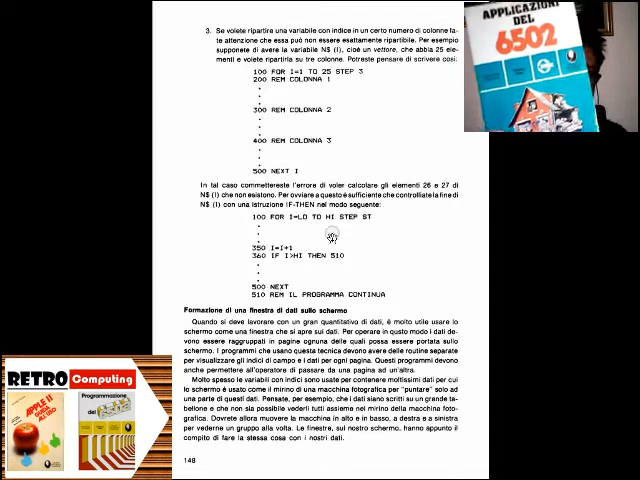 3. Se volete ripartire una variabile con indice in un certo numero di colonne fa-
te attenzione che essa può non essere esattamente ripartibile. Per esempio
supponete di avere la variabile N$ (I), cioè un vettore, che abbia 25 ele-
menti e volete ripartirla su tre colonne. Potreste pensare di scrivere così:
100 FOR I=1 TO 25 STEP 3
200 REM COLONNA 1
.
.
.
300 REM COLONNA 2
.
.
.
400 REM COLONNA 3
.
.
.
500 NEXT I
In tal caso commettereste l'errore di voler calcolare gli elementi 26 e 27 di
N$ (I) che non esistono. Per ovviare a questo è sufficiente che controlliate la fine di
N$ (I) con una istruzione IF-THEN nel modo seguente:
100 FOR I=LO TO HI STEP ST
.
.
.
350 I=I+1
360 IF I>HI THEN 510
.
.
.
500 NEXT
510 REM IL PROGRAMMA CONTINUA
Formazione di una finestra di dati sullo schermo
Quando si deve lavorare con un gran quantitativo di dati, è molto utile usare lo
schermo come una finestra che si apre sui dati. Per operare in qusto modo i dati de-
vono essere raggruppati in pagine ognuna delle quali possa essere portata sullo
schermo. I programmi che usano questa tecnica devono avere delle routine separate
per visualizzare gli indici di campo e i dati per ogni pagina. Questi programmi devono
anche permettere all'operatore di passare da una pagina ad un'altra.
Molto spesso le variabili con indici sono usate per contenere moltissimi dati per cui
lo schermo è usato come il mirino di una macchina fotografica per "puntare" solo ad
una parte di questi dati. Pensate, per esempio, che i dati siano scritti su un grande ta-
bellone e che non sia possibile vederli tutti assieme nel mirino della macchina foto-
grafica. Dovrete allora muovere la macchina in alto e in basso, a destra e a sinistra
per vederne un gruppo alla volta. Le finestre, sul nostro schermo, hanno appunto il
compito di fare la stessa cosa con i nostri dati.
148
APPLICAZIONI
DEL
6502
RETRO Computing
APPLE II
GUIDA
ALL'USO
Programmazione
del